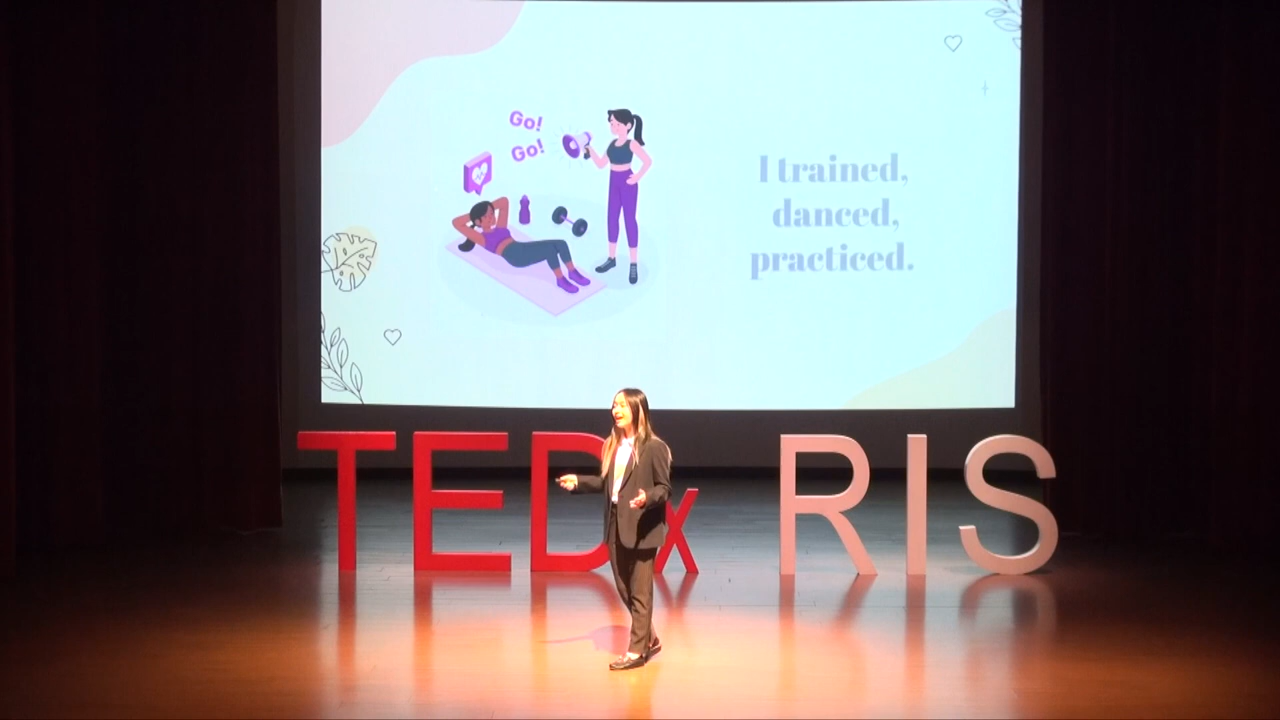 Go!
Go!
I trained,
danced,
practiced.
TEDx RIS